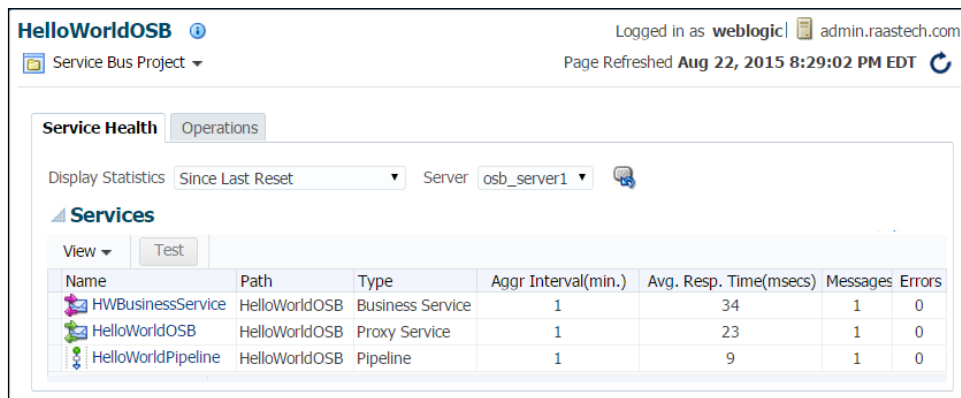 HelloWorldOSB
Logged in as weblogic admin.raastech.com
Service Bus Project
Page Refreshed Aug 22, 2015 8:29:02 PM EDT
Service Health Operations
Display Statistics Since Last Reset Server osb_server1
Services
View Test
Name Path Type Aggr Interval(min.) Avg. Resp. Time(msecs) Messages Errors
HWBusinessService HelloWorldOSB Business Service 1 34 1 0
HelloWorldOSB HelloWorldOSB Proxy Service 1 23 1 0
HelloWorldPipeline HelloWorldOSB Pipeline 1 9 1 0